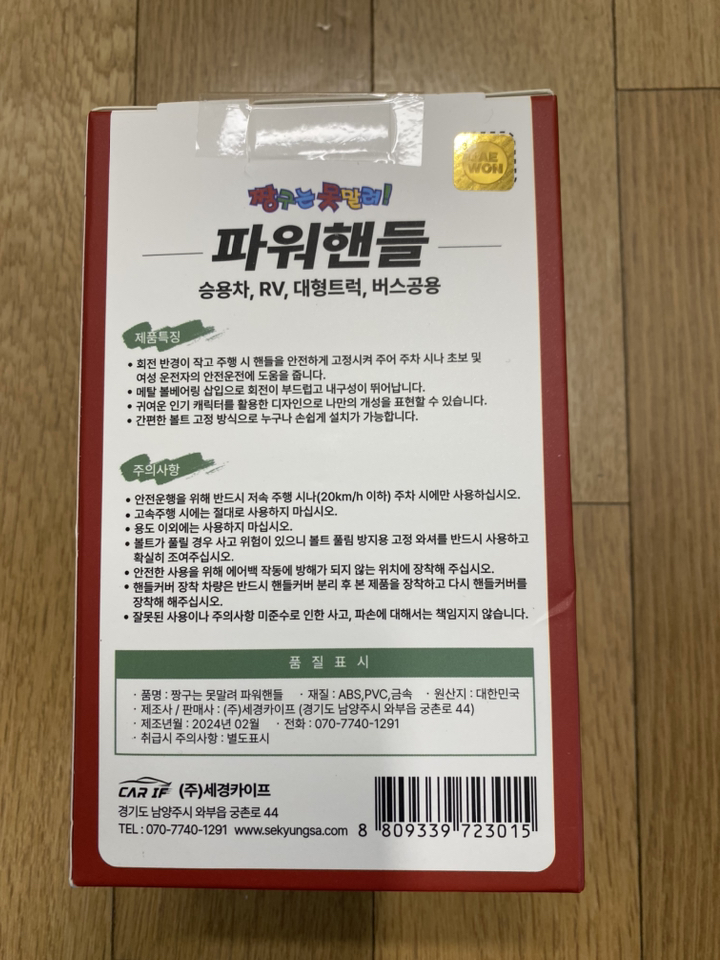 DAE
WON
짱구는 못말려!
파워핸들
승용차, RV, 대형트럭, 버스공용
제품특징
• 회전 반경이 작고 주행 시 핸들을 안전하게 고정시켜 주어 주차 시나 초보 및
여성 운전자의 안전운전에 도움을 줍니다.
• 메탈 볼베어링 삽입으로 회전이 부드럽고 내구성이 뛰어납니다.
• 귀여운 인기 캐릭터를 활용한 디자인으로 나만의 개성을 표현할 수 있습니다.
• 간편한 볼트 고정 방식으로 누구나 손쉽게 설치가 가능합니다.
주의사항
• 안전운행을 위해 반드시 저속 주행 시나(20km/h 이하) 주차 시에만 사용하십시오.
• 고속주행 시에는 절대로 사용하지 마십시오.
• 용도 이외에는 사용하지 마십시오.
• 볼트가 풀릴 경우 사고 위험이 있으니 볼트 풀림 방지용 고정 와셔를 반드시 사용하고
확실히 조여주십시오.
• 안전한 사용을 위해 에어백 작동에 방해가 되지 않는 위치에 장착해 주십시오.
• 핸들커버 장착 차량은 반드시 핸들커버 분리 후 본 제품을 장착하고 다시 핸들커버를
장착해 해주십시오.
• 잘못된 사용이나 주의사항 미준수로 인한 사고, 파손에 대해서는 책임지지 않습니다.
품 질 표 시
· 품명 : 짱구는 못말려 파워핸들 · 재질 : ABS,PVC,금속 · 원산지 : 대한민국
· 제조사 / 판매사 : (주)세경카이프 (경기도 남양주시 와부읍 궁촌로 44)
· 제조년월 : 2024년 02월 · 전화 : 070-7740-1291
· 취급시 주의사항 : 별도표시
CAR IF (주)세경카이프
경기도 남양주시 와부읍 궁촌로 44
TEL : 070-7740-1291 www.sekyungsa.com
8 809339 723015